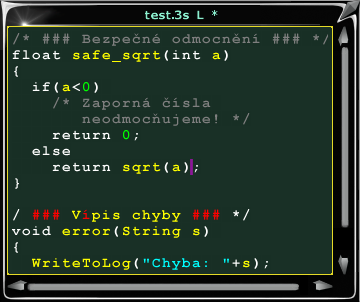 test.3s L *
/* ### Bezpečné odmocnění ### */
float safe_sqrt(int a)
{
if(a<0)
/* Zaporná čísla
neodmocňujeme! */
return 0;
else
return sqrt(a);
}
/ ### Vípis chyby ### */
void error(String s)
{
WriteToLog("Chyba: "+s);